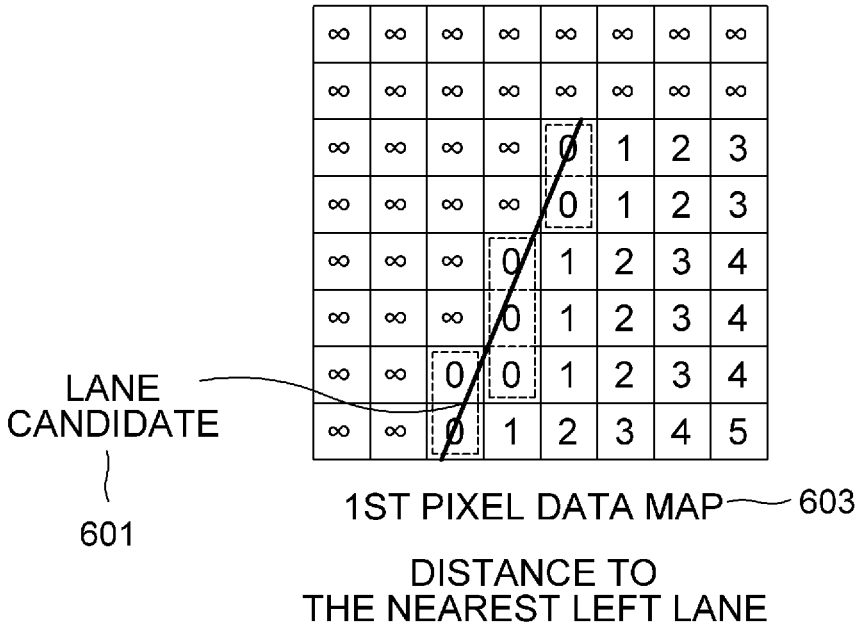 ∞ ∞ ∞ ∞ ∞ ∞ ∞ ∞
∞ ∞ ∞ ∞ ∞ ∞ ∞ ∞
∞ ∞ ∞ ∞ 0 1 2 3
∞ ∞ ∞ ∞ 0 1 2 3
∞ ∞ ∞ 0 1 2 3 4
∞ ∞ ∞ 0 1 2 3 4
∞ ∞ 0 0 1 2 3 4
∞ ∞ 0 1 2 3 4 5
LANE
CANDIDATE
601
1ST PIXEL DATA MAP 603
DISTANCE TO
THE NEAREST LEFT LANE